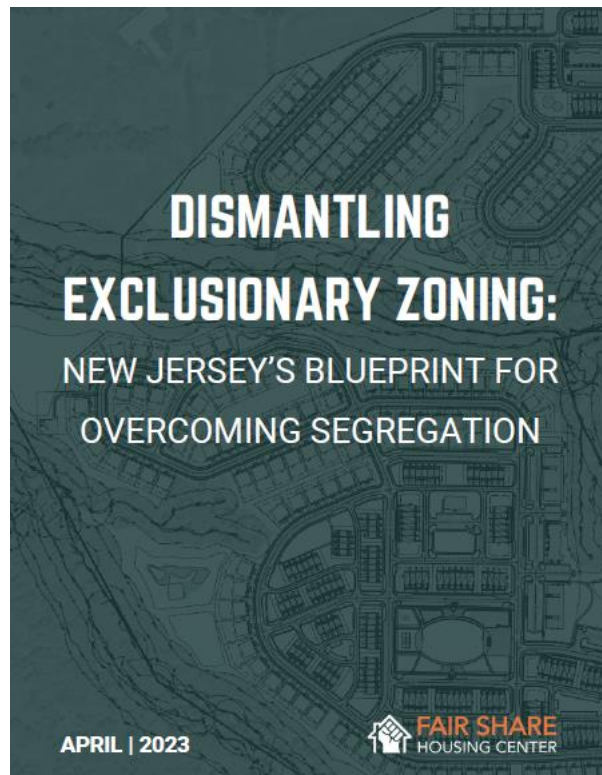 DISMANTLING
EXCLUSIONARY ZONING:
NEW JERSEY'S BLUEPRINT FOR
OVERCOMING SEGREGATION
APRIL | 2023
FAIR SHARE
HOUSING CENTER